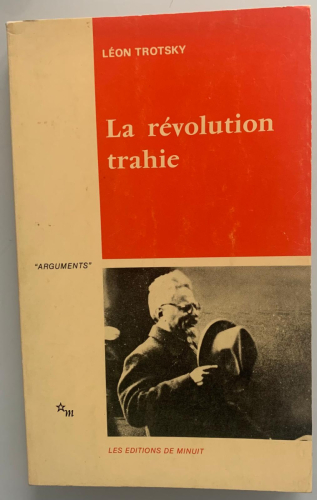 LÉON TROTSKY
La révolution
trahie
"ARGUMENTS"
m
LES EDITIONS DE MINUIT